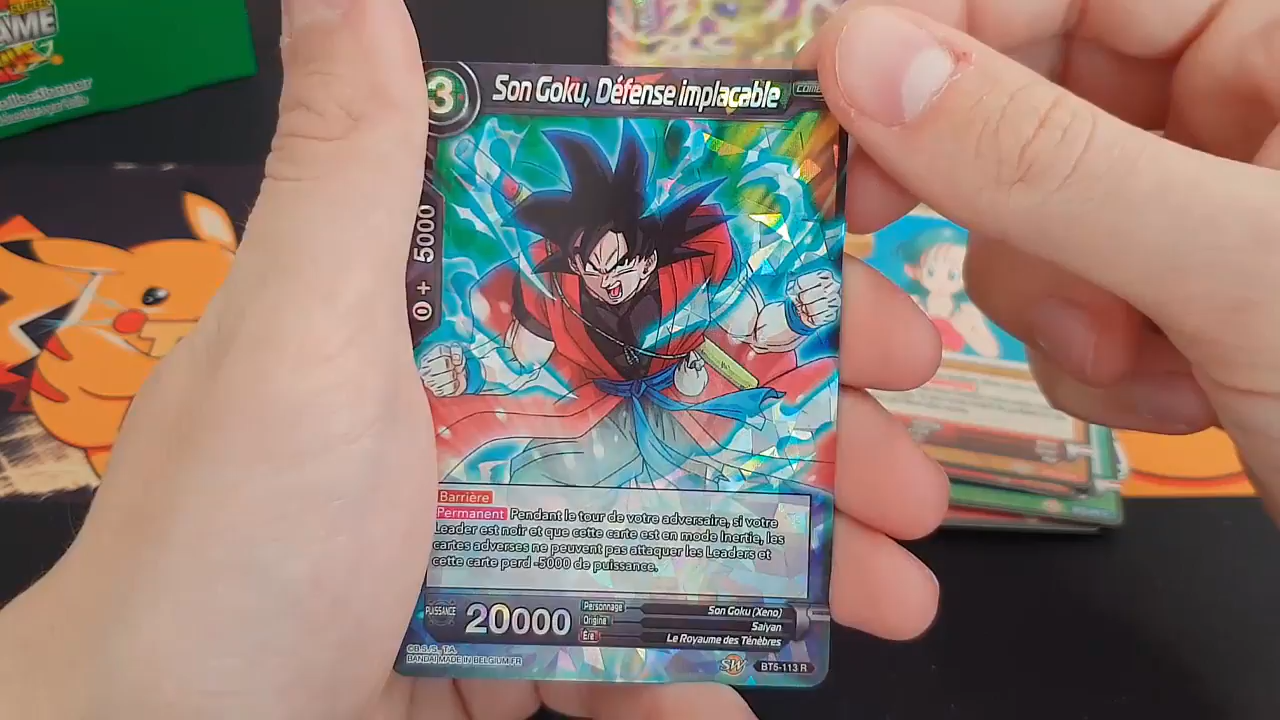 SUPER
GAME
3
Son Goku, Défense implacable
0 + 5000
Barrière
Permanent Pendant le tour de votre adversaire, si votre
Leader est noir et que cette carte est en mode Inertie, les
cartes adverses ne peuvent pas attaquer les Leaders et
cette carte perd -5000 de puissance.
PUISSANCE
20000
Personnage
Son Goku (Xeno)
Origine
Saiyan
Ère
Le Royaume des Ténèbres
BANDAI MADE IN BELGIUM FR
SW
BT5-113 R